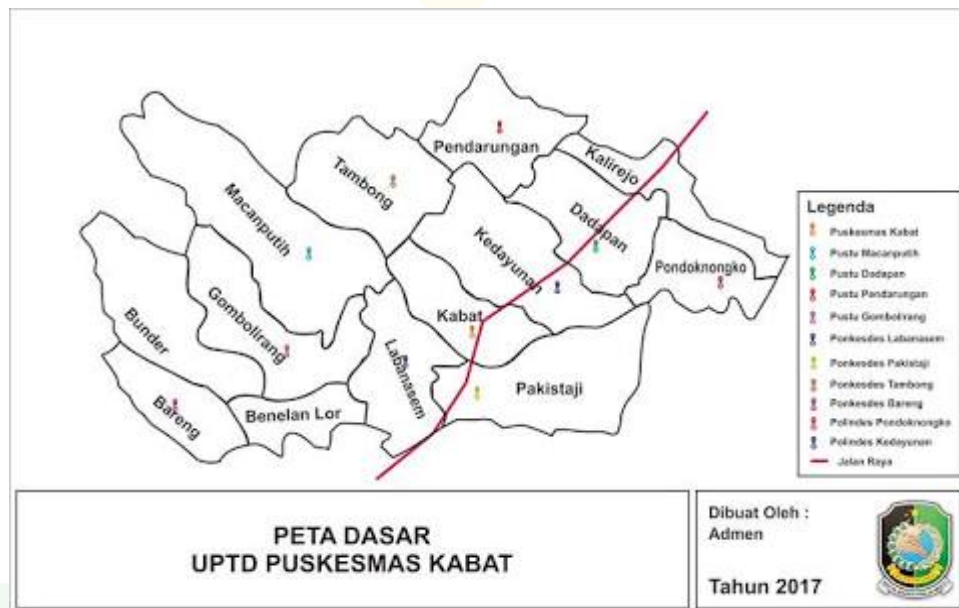 Pendarungan
Kalirejo
Tambong
Macanputih
Dadapan
Kedayunan
Pondoknongko
Gombolirang
Kabat
Bunder
Labanasem
Pakistaji
Bareng
Benelan Lor
Legenda
Puskesmas Kabat
Pustu Macanputih
Pustu Dadapan
Pustu Pendarungan
Pustu Gombolirang
Ponkesdes Labanasem
Ponkesdes Pakistaji
Ponkesdes Tambong
Ponkesdes Bareng
Polindes Pondoknongko
Polindes Kedayunan
Jalan Raya
PETA DASAR
UPTD PUSKESMAS KABAT
Dibuat Oleh :
Admen
Tahun 2017